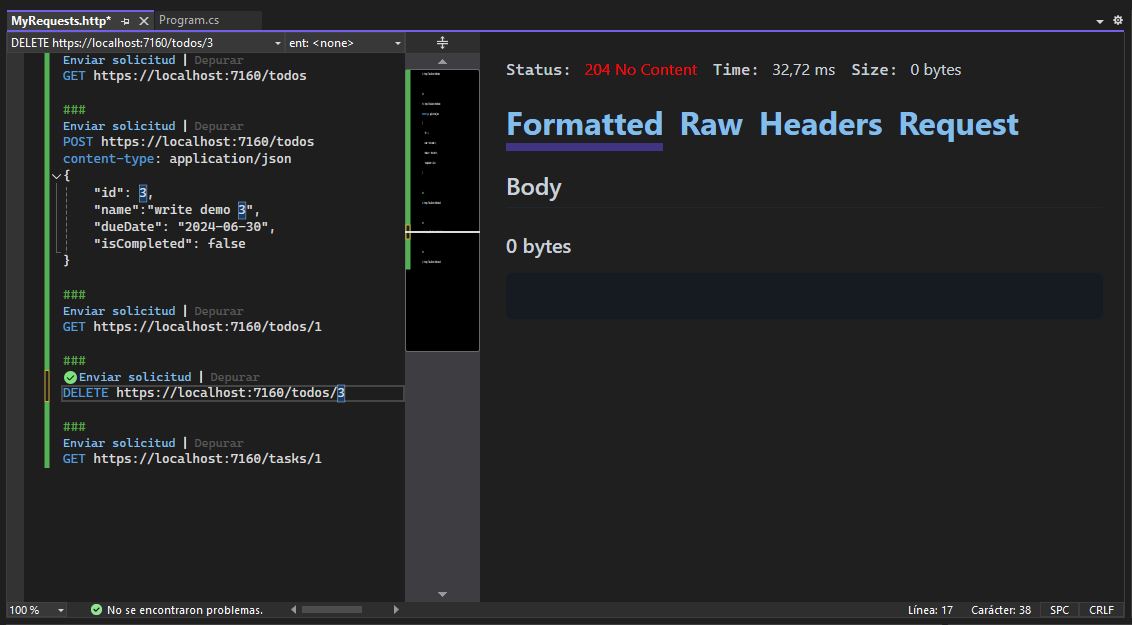 MyRequests.http* Program.cs
DELETE https://localhost:7160/todos/3 ent: <none>
Enviar solicitud | Depurar
GET https://localhost:7160/todos
###
Enviar solicitud | Depurar
POST https://localhost:7160/todos
content-type: application/json
{
"id": 3,
"name":"write demo 3",
"dueDate": "2024-06-30",
"isCompleted": false
}
###
Enviar solicitud | Depurar
GET https://localhost:7160/todos/1
###
Enviar solicitud | Depurar
DELETE https://localhost:7160/todos/3
###
Enviar solicitud | Depurar
GET https://localhost:7160/tasks/1
Status: 204 No Content Time: 32,72 ms Size: 0 bytes
Formatted Raw Headers Request
Body
0 bytes
100 % No se encontraron problemas. Línea: 17 Carácter: 38 SPC CRLF